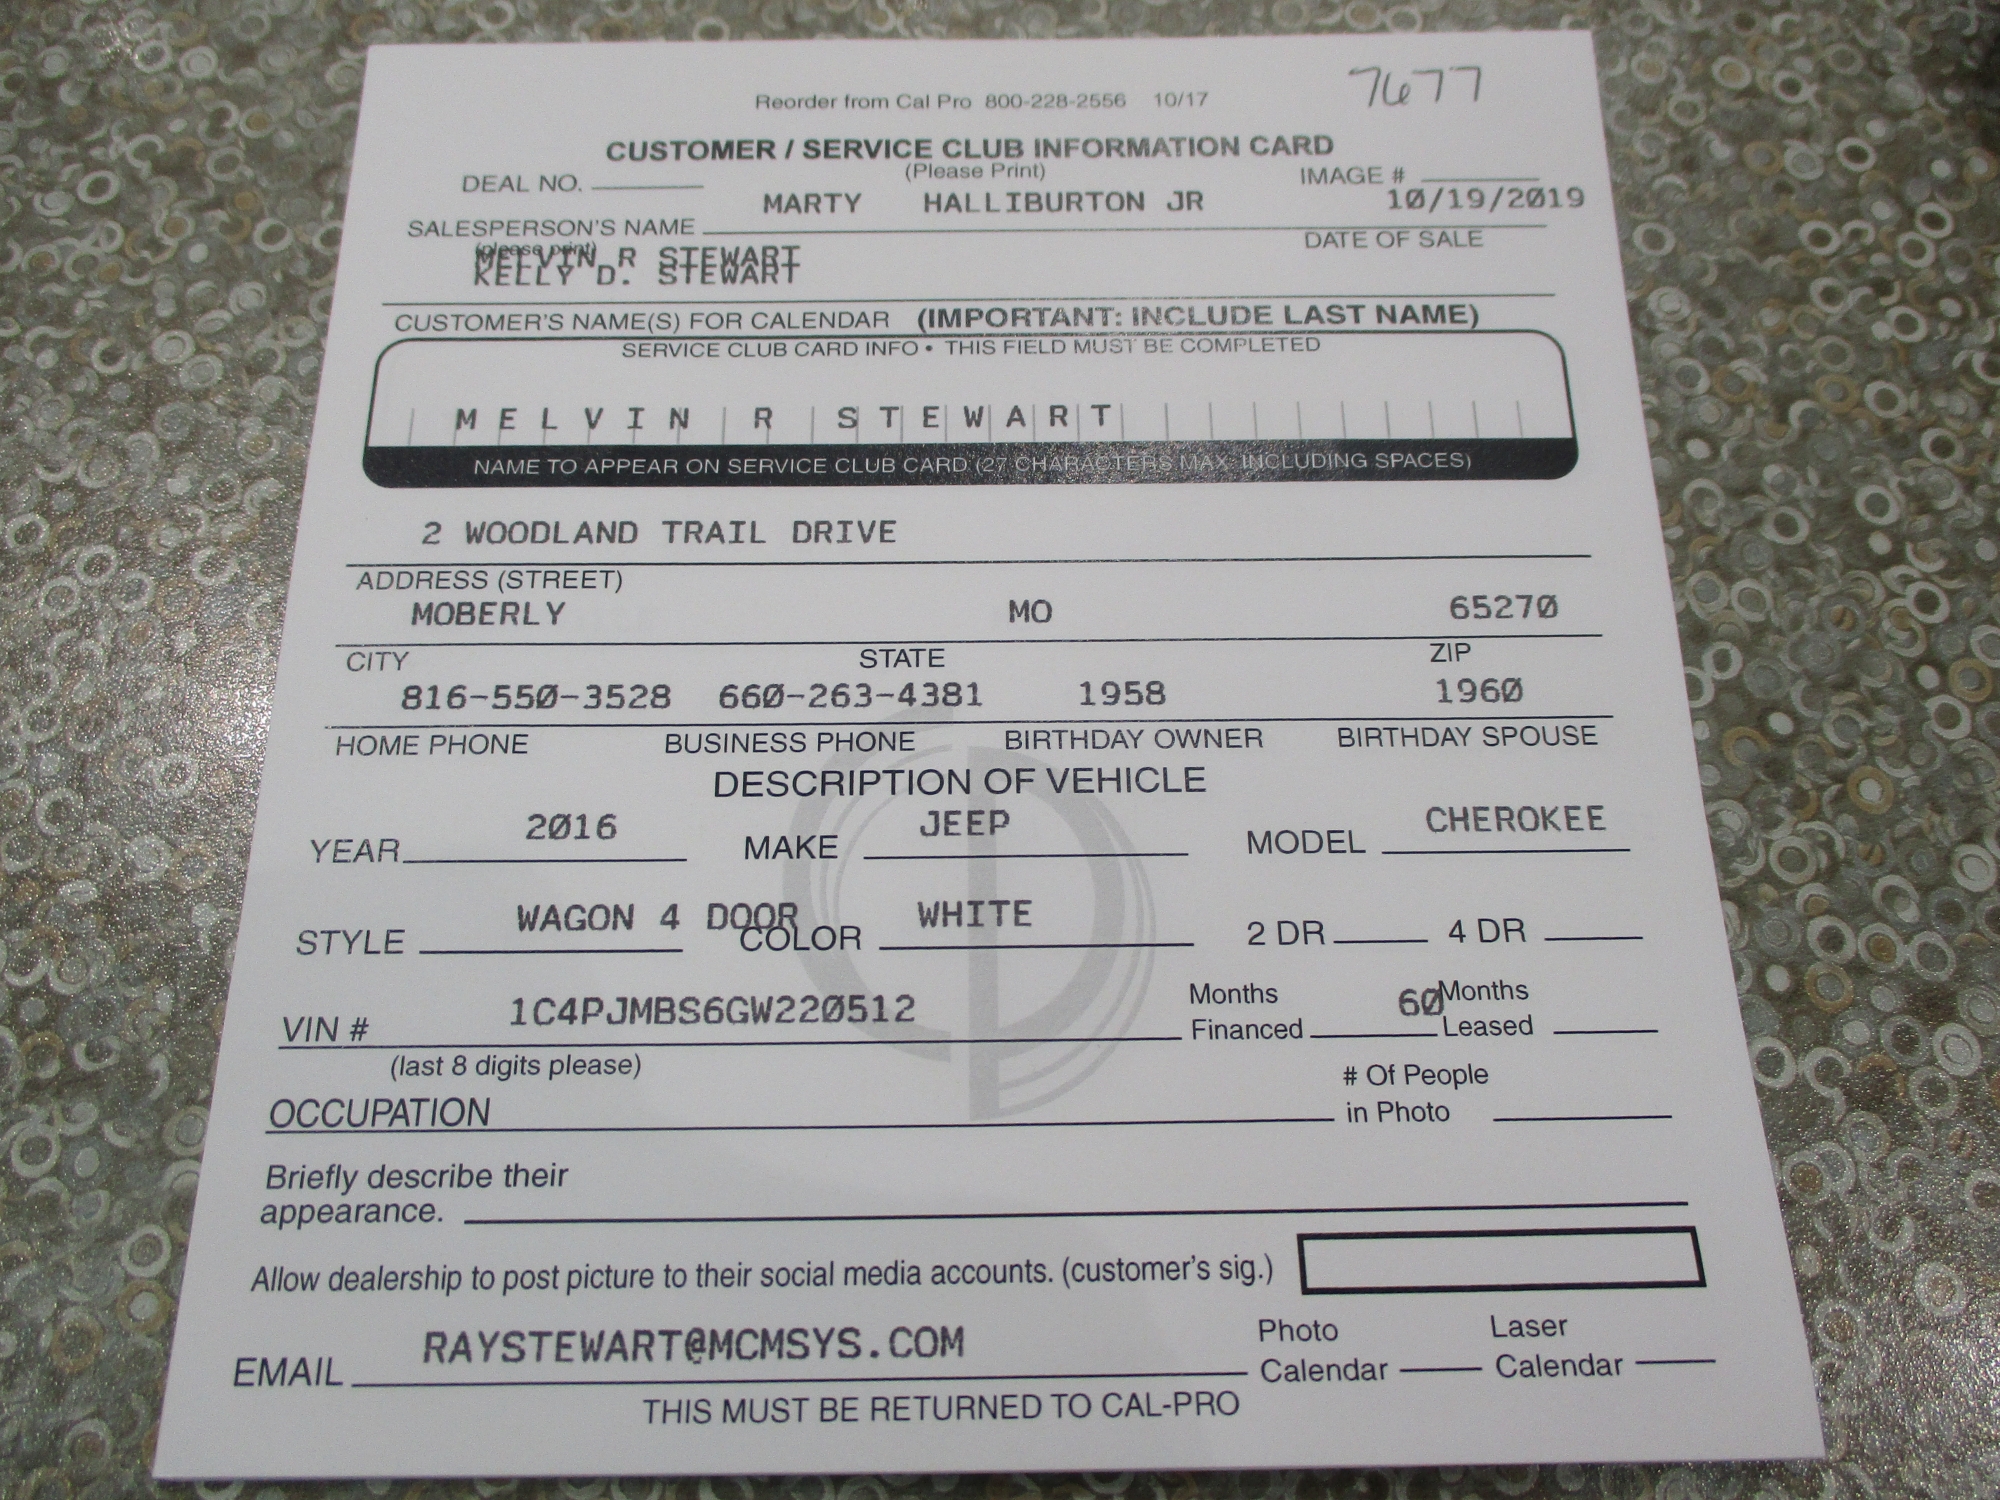 7677
Reorder from Cal Pro 800-228-2556 10/17
CUSTOMER / SERVICE CLUB INFORMATION CARD
(Please Print)
DEAL NO. IMAGE #
MARTY HALLIBURTON JR 10/19/2019
SALESPERSON'S NAME DATE OF SALE
(please print)
MELVIN R STEWART
KELLY D. STEWART
CUSTOMER'S NAME(S) FOR CALENDAR (IMPORTANT: INCLUDE LAST NAME)
SERVICE CLUB CARD INFO • THIS FIELD MUST BE COMPLETED
MELVIN R STEWART
NAME TO APPEAR ON SERVICE CLUB CARD (27 CHARACTERS MAX. INCLUDING SPACES)
2 WOODLAND TRAIL DRIVE
ADDRESS (STREET)
MOBERLY MO 65270
CITY STATE ZIP
816-550-3528 660-263-4381 1958 1960
HOME PHONE BUSINESS PHONE BIRTHDAY OWNER BIRTHDAY SPOUSE
DESCRIPTION OF VEHICLE
YEAR 2016 MAKE JEEP MODEL CHEROKEE
STYLE WAGON 4 DOOR COLOR WHITE 2 DR 4 DR
VIN # 1C4PJMBS6GW220512 Months Financed 60 Months Leased
(last 8 digits please)
OCCUPATION # Of People in Photo
Briefly describe their
appearance.
Allow dealership to post picture to their social media accounts. (customer's sig.)
EMAIL RAYSTEWART@MCMSYS.COM Photo Calendar Laser Calendar
THIS MUST BE RETURNED TO CAL-PRO